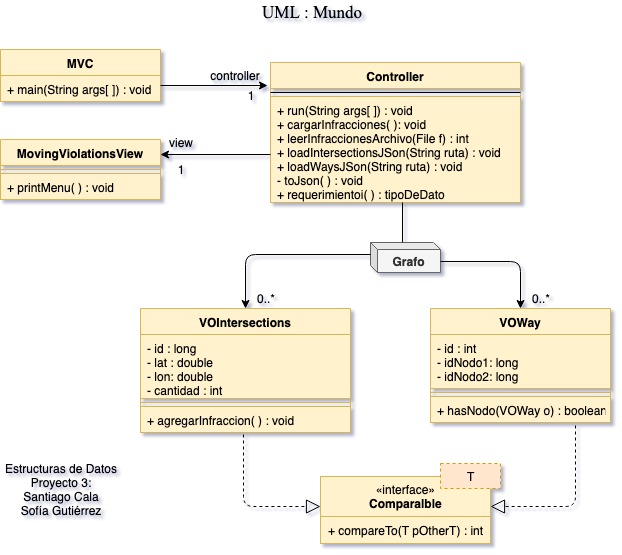 UML : Mundo
MVC
+ main(String args[ ]) : void
controller
1
Controller
+ run(String args[ ]) : void
+ cargarInfracciones( ): void
+ leerInfraccionesArchivo(File f) : int
+ loadIntersectionsJSon(String ruta) : void
+ loadWaysJSon(String ruta) : void
- toJson( ) : void
+ requerimientoi( ) : tipoDeDato
view
1
MovingViolationsView
+ printMenu( ) : void
Grafo
0..*
0..*
VOIntersections
- id : long
- lat : double
- lon: double
- cantidad : int
+ agregarInfraccion( ) : void
VOWay
- id : int
- idNodo1: long
- idNodo2: long
+ hasNodo(VOWay o) : boolean
Estructuras de Datos
Proyecto 3:
Santiago Cala
Sofía Gutiérrez
T
«interface»
Comparalble
+ compareTo(T pOtherT) : int